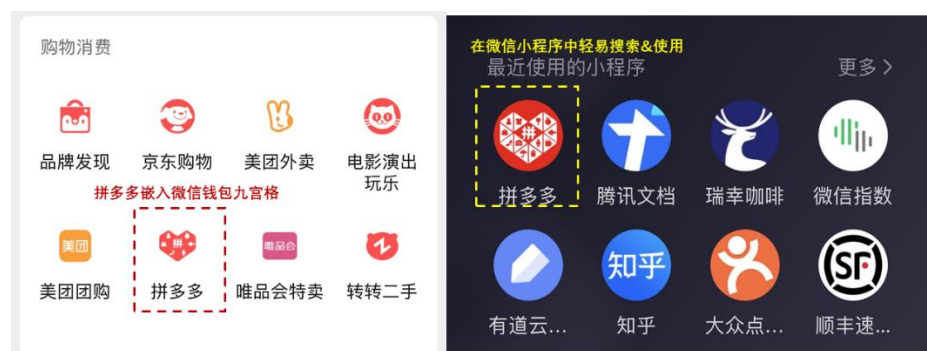 购物消费
品牌发现
京东购物
美团外卖
电影演出
玩乐
拼多多嵌入微信钱包九宫格
美团
拼
唯品会
美团团购
拼多多
唯品会特卖
转转二手
在微信小程序中轻易搜索&使用
最近使用的小程序
更多 >
拼
拼多多
腾讯文档
瑞幸咖啡
微信指数
知乎
SF
有道云...
知乎
大众点...
顺丰速...